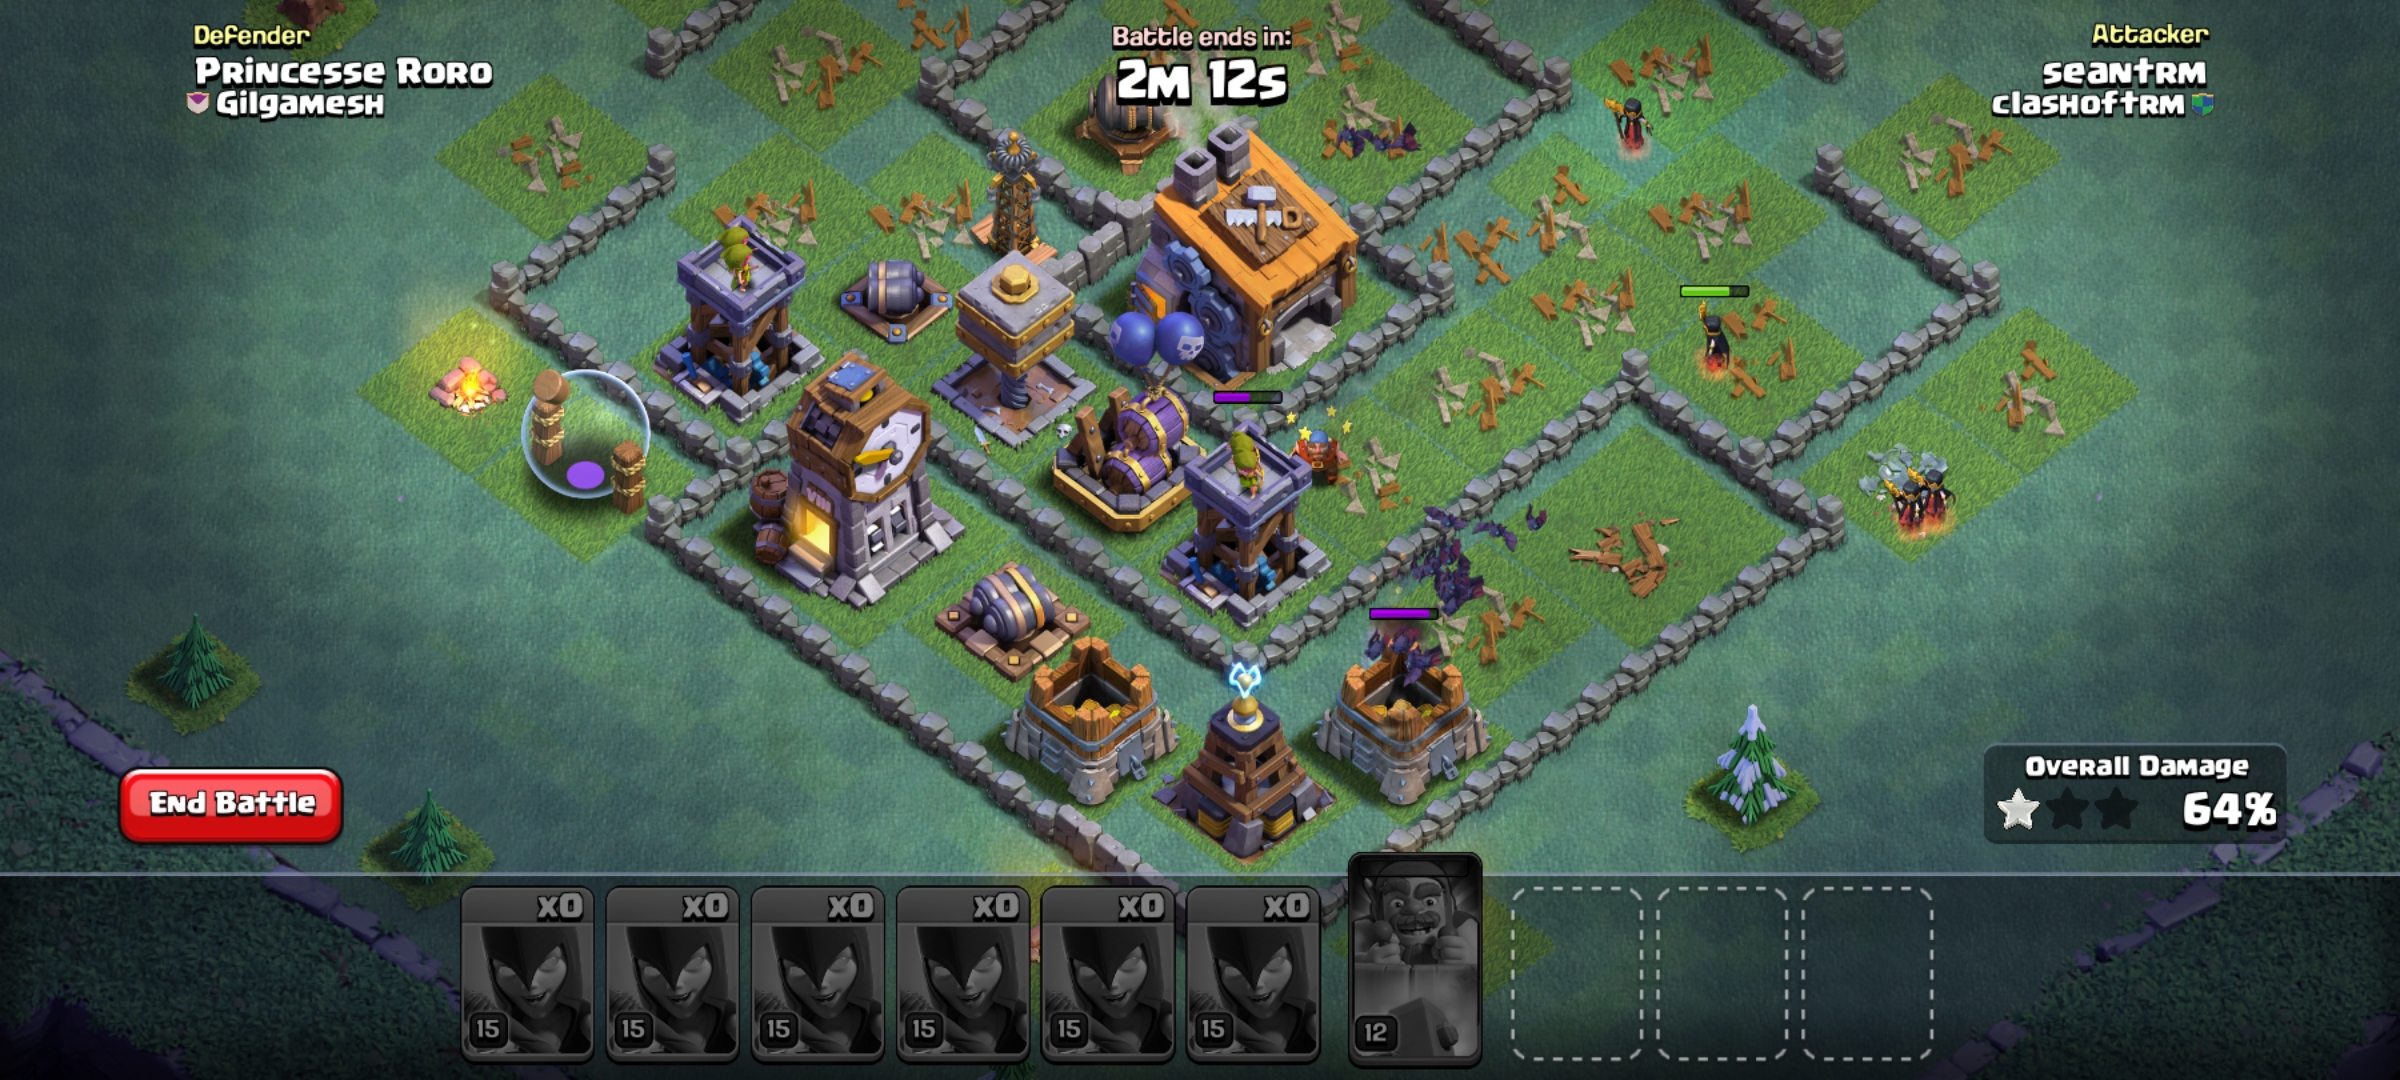 Defender
Princesse Roro
Gilgamesh
Battle ends in:
2M 12s
Attacker
seantrm
clashoftrm
End Battle
Overall Damage
64%
x0
x0
x0
x0
x0
x0
15
15
15
15
15
15
12